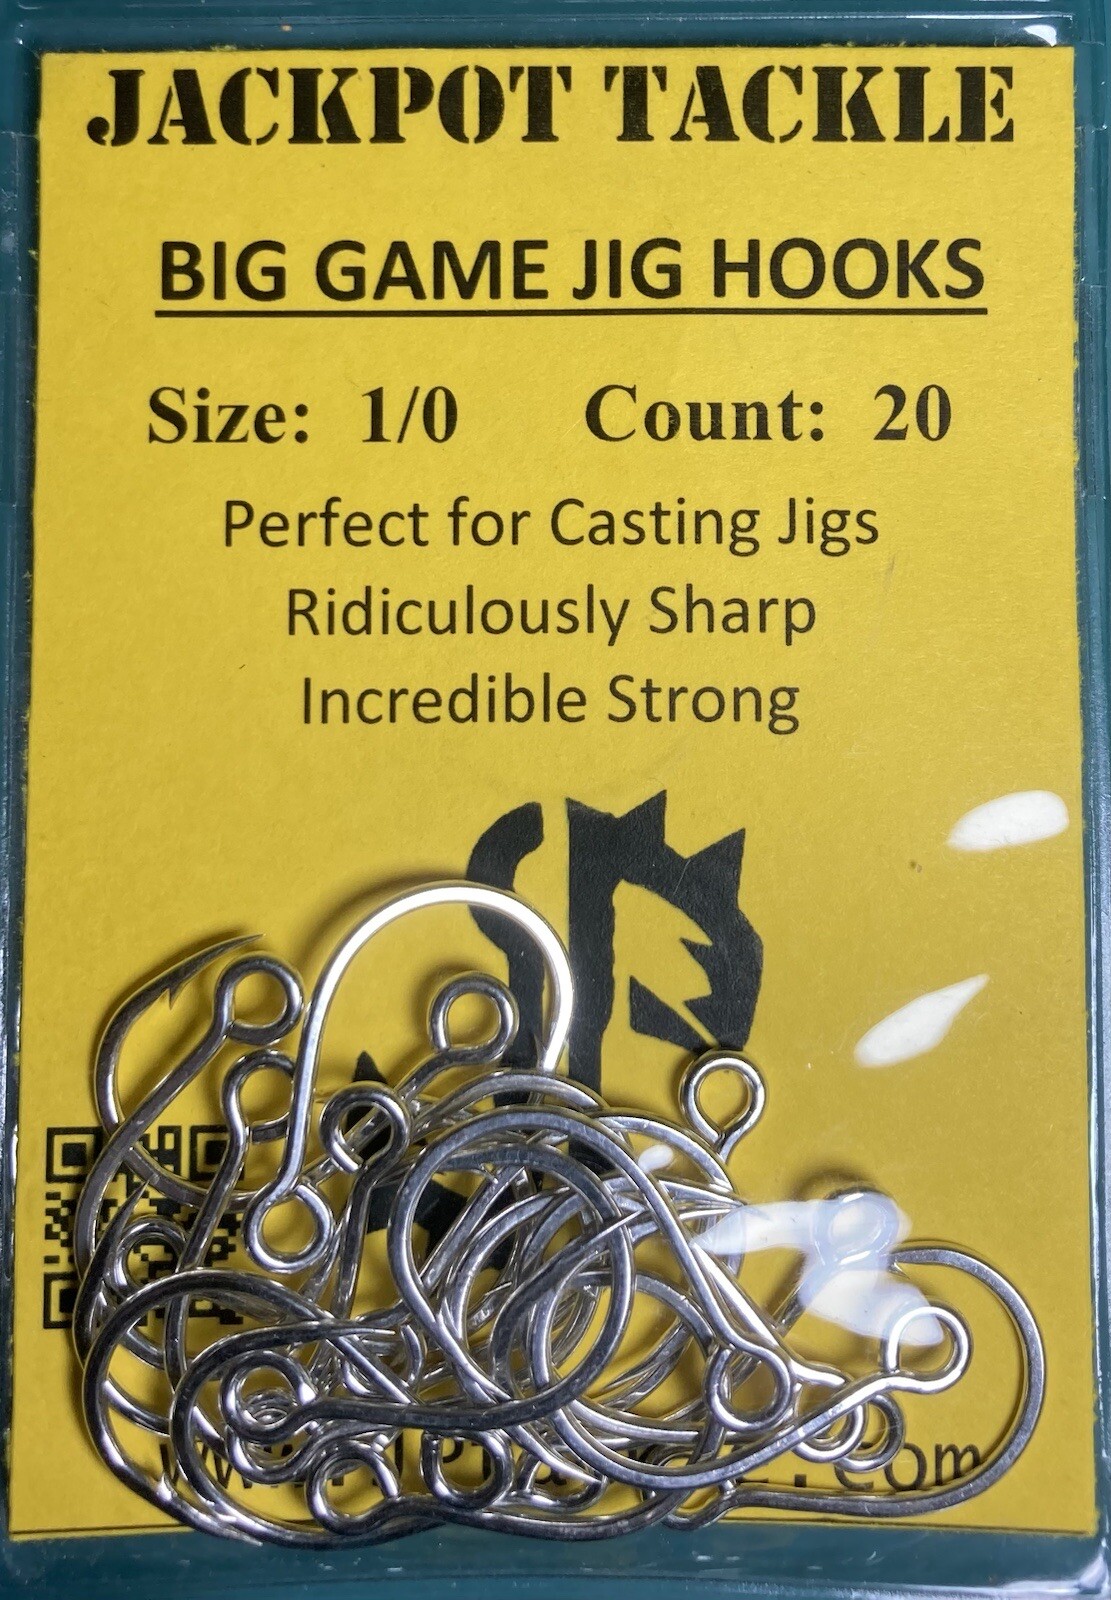 JACKPOT TACKLE
BIG GAME JIG HOOKS
Size: 1/0 Count: 20
Perfect for Casting Jigs
Ridiculously Sharp
Incredible Strong